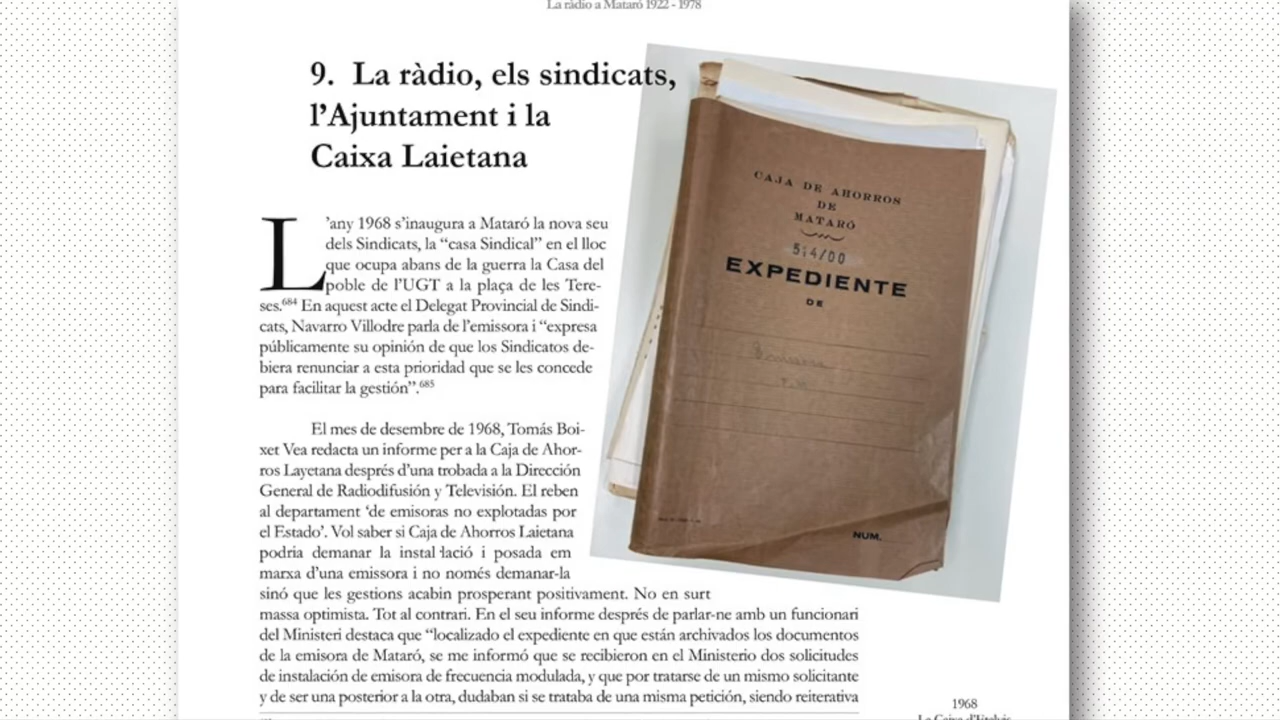 La ràdio a Mataró 1922 - 1978
9. La ràdio, els sindicats,
l'Ajuntament i la
Caixa Laietana
CAJA DE AHORROS
DE
MATARÓ
514/00
EXPEDIENTE
DE
NUM.
L'any 1968 s'inaugura a Mataró la nova seu
dels Sindicats, la “casa Sindical” en el lloc
que ocupa abans de la guerra la Casa del
poble de l'UGT a la plaça de les Tere-
ses.684 En aquest acte el Delegat Provincial de Sindi-
cats, Navarro Villodre parla de l'emissora i “expresa
públicamente su opinión de que los Sindicatos de-
biera renunciar a esta prioridad que se les concede
para facilitar la gestión”.685
El mes de desembre de 1968, Tomás Boi-
xet Vea redacta un informe per a la Caja de Ahor-
ros Layetana després d'una trobada a la Dirección
General de Radiodifusión y Televisión. El reben
al departament ‘de emisoras no explotadas por
el Estado’. Vol saber si Caja de Ahorros Laietana
podria demanar la instal·lació i posada em
marxa d'una emissora i no només demanar-la
sinó que les gestions acabin prosperant positivament. No en surt
massa optimista. Tot al contrari. En el seu informe després de parlar-ne amb un funcionari
del Ministeri destaca que “localizado el expediente en que están archivados los documentos
de la emisora de Mataró, se me informó que se recibieron en el Ministerio dos solicitudes
de instalación de emisora de frecuencia modulada, y que por tratarse de un mismo solicitante
y de ser una posterior a la otra, dudaban si se trataba de una misma petición, siendo reiterativa
1968